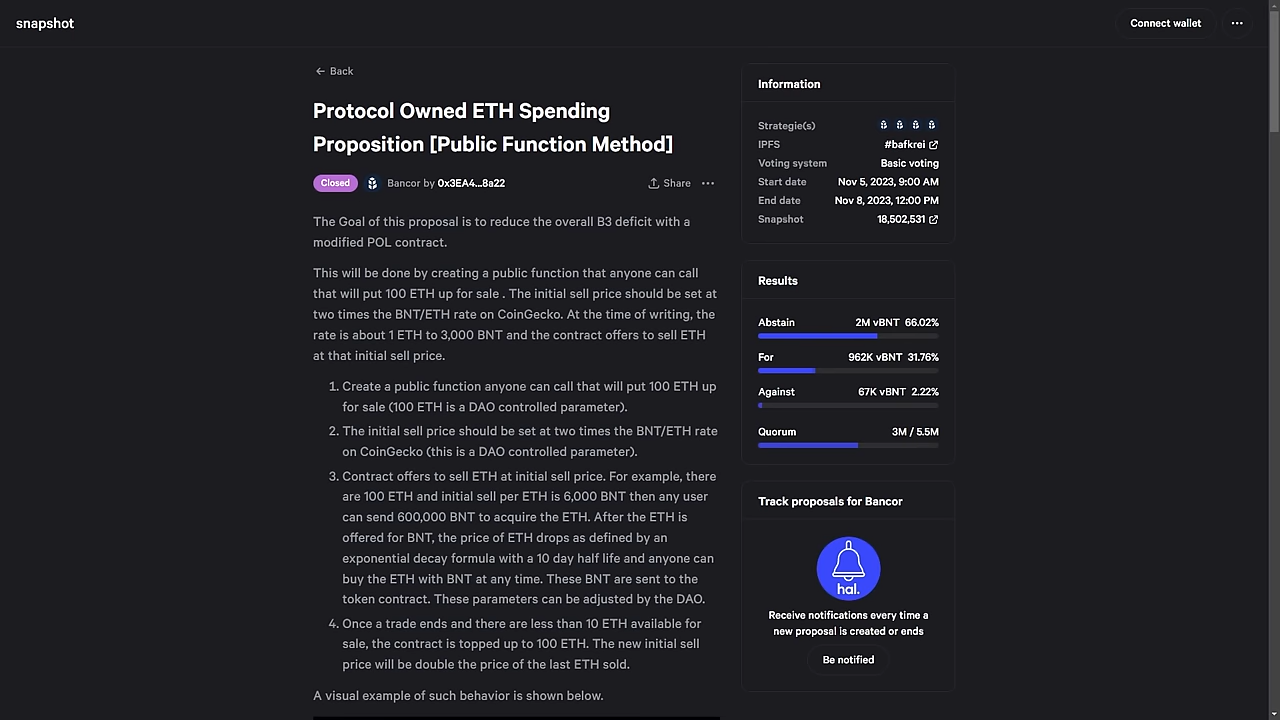 snapshot
Connect wallet
Back
Protocol Owned ETH Spending
Proposition [Public Function Method]
Closed
Bancor by 0x3EA4...8a22
Share
The Goal of this proposal is to reduce the overall B3 deficit with a
modified POL contract.
This will be done by creating a public function that anyone can call
that will put 100 ETH up for sale . The initial sell price should be set at
two times the BNT/ETH rate on CoinGecko. At the time of writing, the
rate is about 1 ETH to 3,000 BNT and the contract offers to sell ETH
at that initial sell price.
1. Create a public function anyone can call that will put 100 ETH up
for sale (100 ETH is a DAO controlled parameter).
2. The initial sell price should be set at two times the BNT/ETH rate
on CoinGecko (this is a DAO controlled parameter).
3. Contract offers to sell ETH at initial sell price. For example, there
are 100 ETH and initial sell per ETH is 6,000 BNT then any user
can send 600,000 BNT to acquire the ETH. After the ETH is
offered for BNT, the price of ETH drops as defined by an
exponential decay formula with a 10 day half life and anyone can
buy the ETH with BNT at any time. These BNT are sent to the
token contract. These parameters can be adjusted by the DAO.
4. Once a trade ends and there are less than 10 ETH available for
sale, the contract is topped up to 100 ETH. The new initial sell
price will be double the price of the last ETH sold.
A visual example of such behavior is shown below.
Information
Strategie(s)
IPFS #bafkrei
Voting system Basic voting
Start date Nov 5, 2023, 9:00 AM
End date Nov 8, 2023, 12:00 PM
Snapshot 18,502,531
Results
Abstain 2M vBNT 66.02%
For 962K vBNT 31.76%
Against 67K vBNT 2.22%
Quorum 3M / 5.5M
Track proposals for Bancor
hal.
Receive notifications every time a
new proposal is created or ends
Be notified